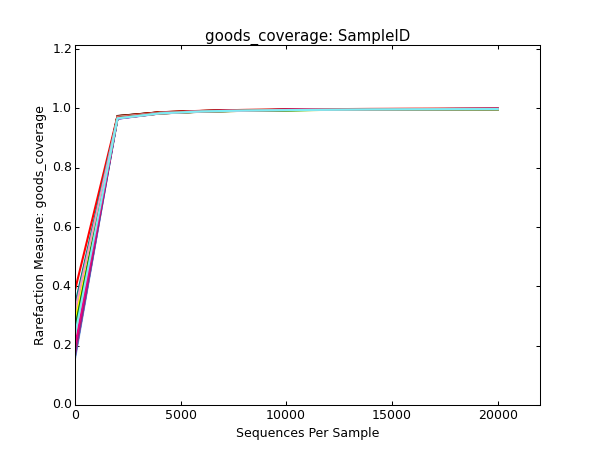 goods_coverage: SampleID
1.2
1.0
0.8
0.6
0.4
0.2
0.0
Rarefaction Measure: goods_coverage
0 5000 10000 15000 20000
Sequences Per Sample